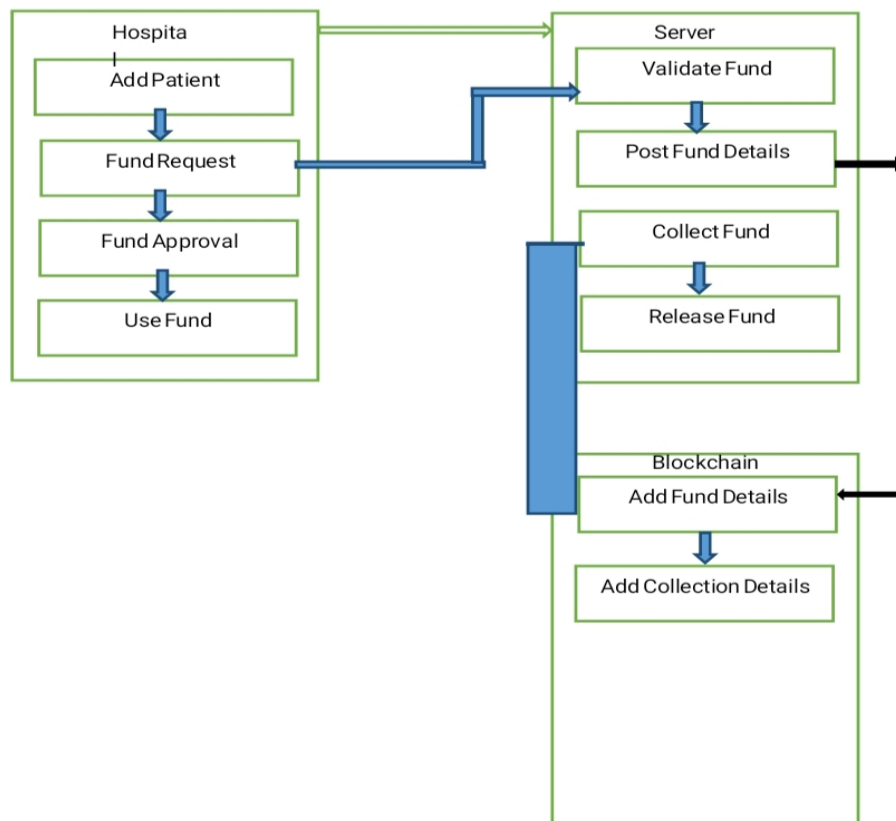 Hospita
l
Add Patient
Fund Request
Fund Approval
Use Fund
Server
Validate Fund
Post Fund Details
Collect Fund
Release Fund
Blockchain
Add Fund Details
Add Collection Details